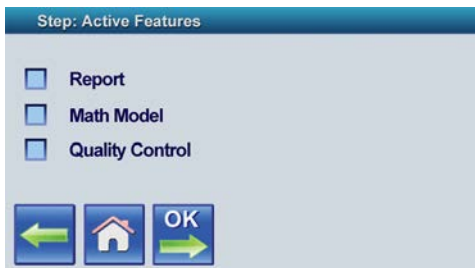 Step: Active Features
Report
Math Model
Quality Control
OK